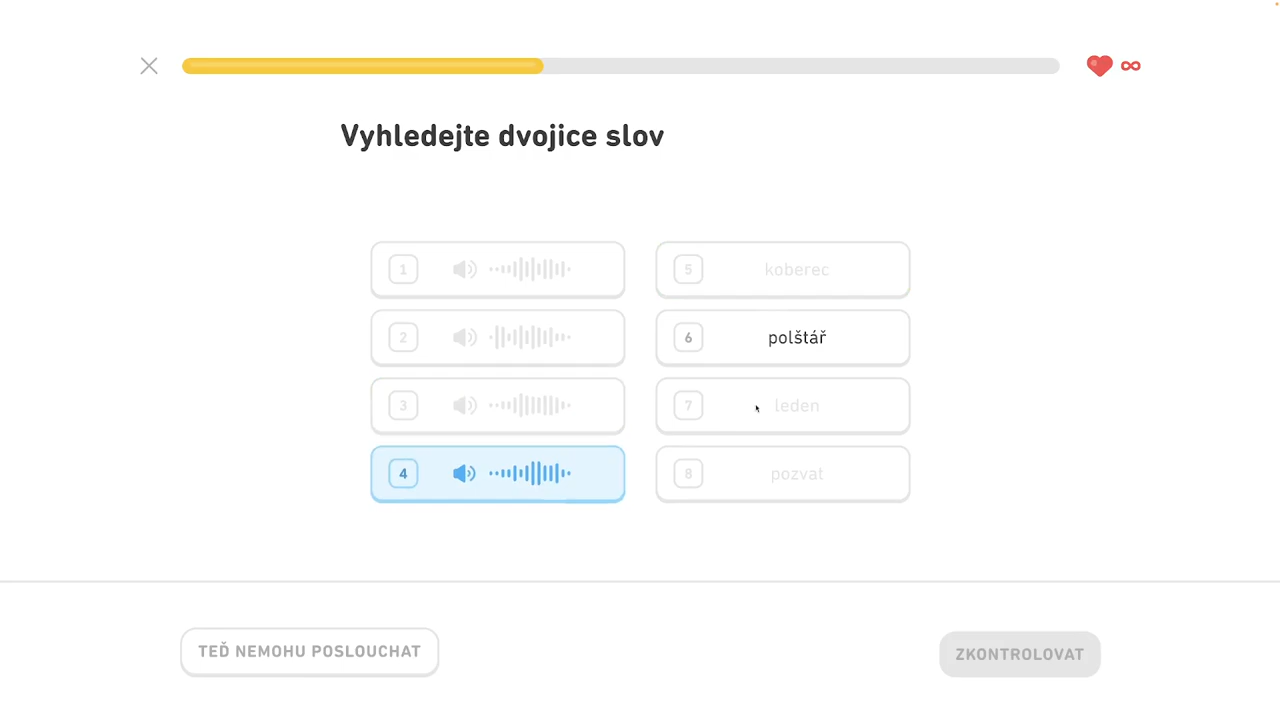 Vyhledejte dvojice slov
1
5 koberec
2
6 polštář
3
7 leden
4
8 pozvat
TEĎ NEMOHU POSLOUCHAT
ZKONTROLOVAT